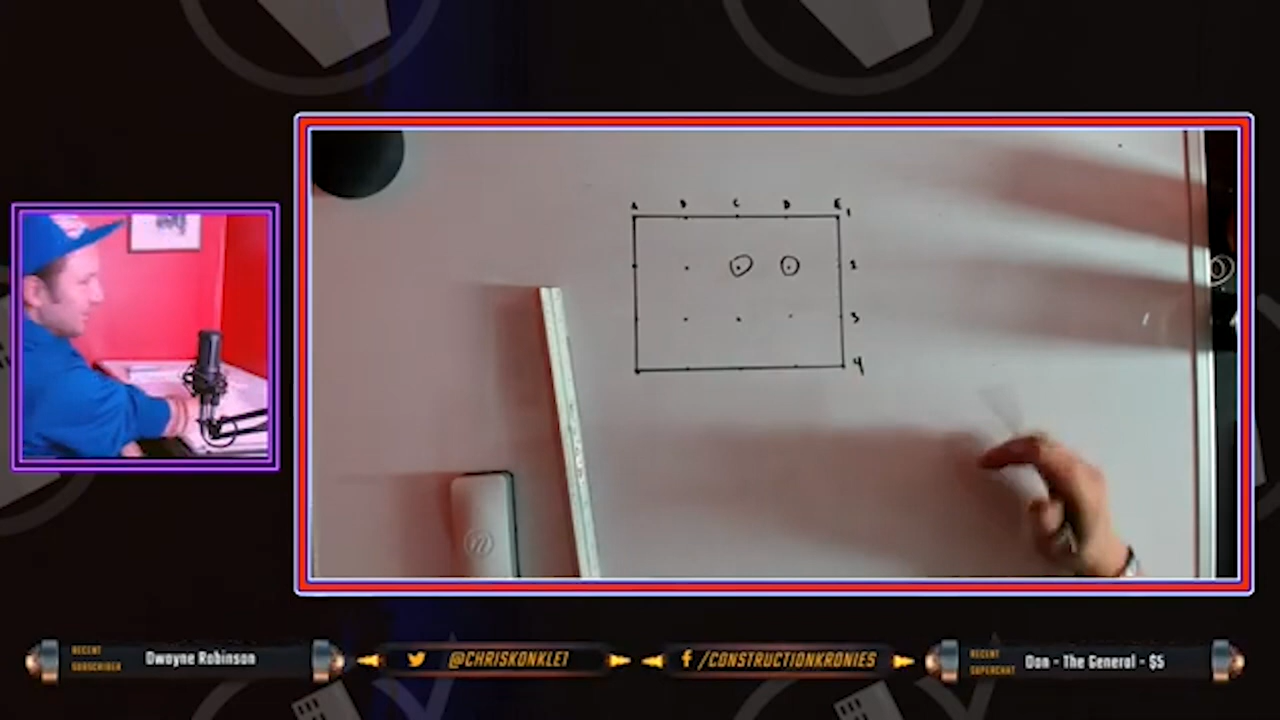 A B C D E
1
2
3
4
RECENT
SUBSCRIBER
Dwayne Robinson
@CHRISKONKLE1
/CONSTRUCTIONKRONIES
RECENT
SUPERCHAT
Don - The General - $5